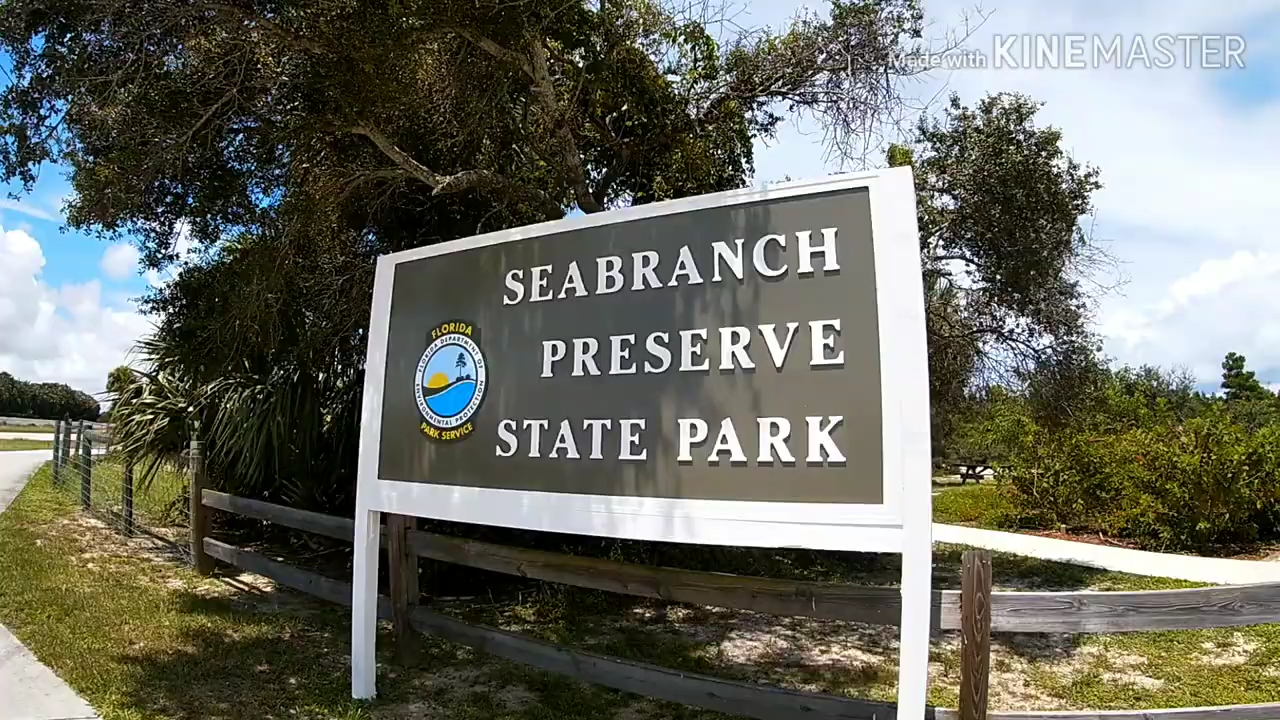 Made with KINEMASTER
SEABRANCH
PRESERVE
STATE PARK
FLORIDA
FLORIDA DEPARTMENT OF
ENVIRONMENTAL PROTECTION
PARK SERVICE